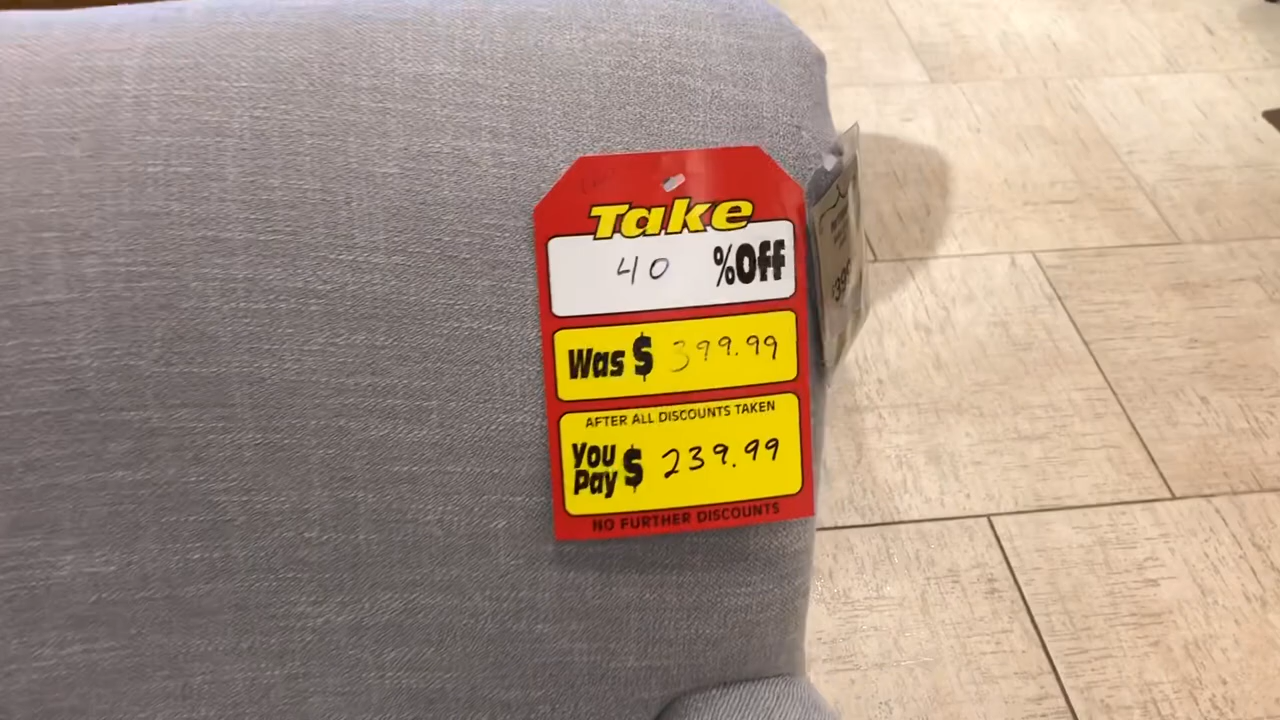 Take
40 %Off
Was $ 399.99
AFTER ALL DISCOUNTS TAKEN
You Pay $ 239.99
NO FURTHER DISCOUNTS